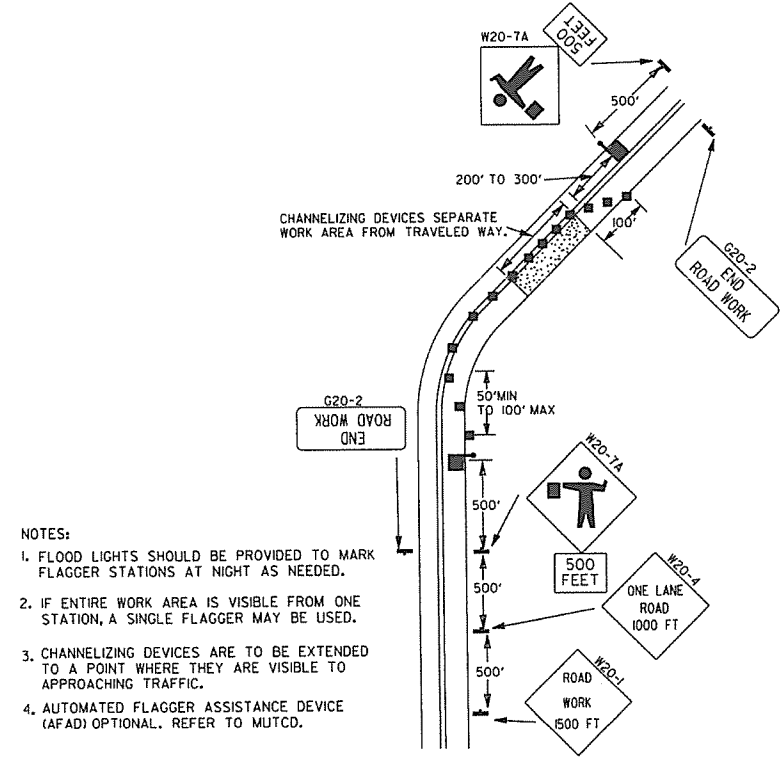 W20-7A
500
FEET
500'
200' TO 300'
CHANNELIZING DEVICES SEPARATE
WORK AREA FROM TRAVELED WAY.
100'
G20-2
END
ROAD WORK
G20-2
END
ROAD WORK
50'MIN
TO 100' MAX
W20-7A
500'
500
FEET
500'
W20-4
ONE LANE
ROAD
1000 FT
500'
W20-1
ROAD
WORK
1500 FT
NOTES:
1. FLOOD LIGHTS SHOULD BE PROVIDED TO MARK
FLAGGER STATIONS AT NIGHT AS NEEDED.
2. IF ENTIRE WORK AREA IS VISIBLE FROM ONE
STATION, A SINGLE FLAGGER MAY BE USED.
3. CHANNELIZING DEVICES ARE TO BE EXTENDED
TO A POINT WHERE THEY ARE VISIBLE TO
APPROACHING TRAFFIC.
4. AUTOMATED FLAGGER ASSISTANCE DEVICE
(AFAD) OPTIONAL. REFER TO MUTCD.